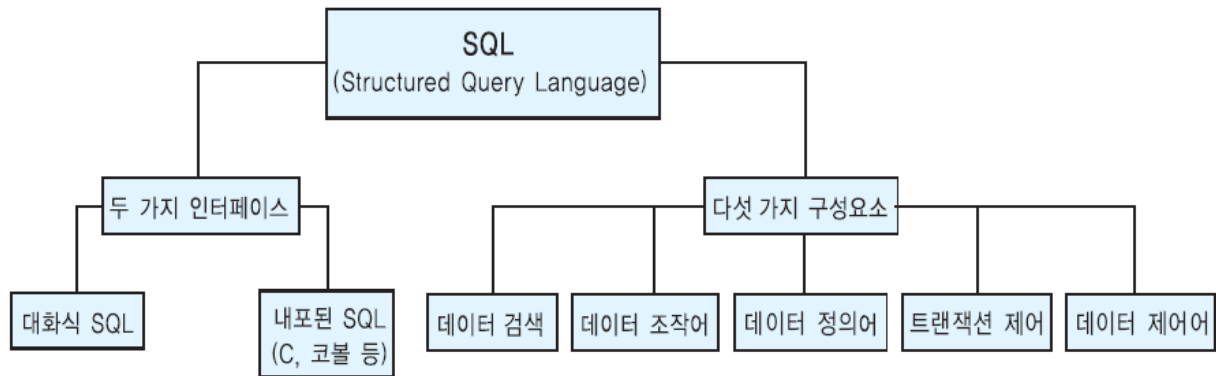 SQL
(Structured Query Language)
두 가지 인터페이스
다섯 가지 구성요소
대화식 SQL
내포된 SQL
(C, 코볼 등)
데이터 검색
데이터 조작어
데이터 정의어
트랜잭션 제어
데이터 제어어